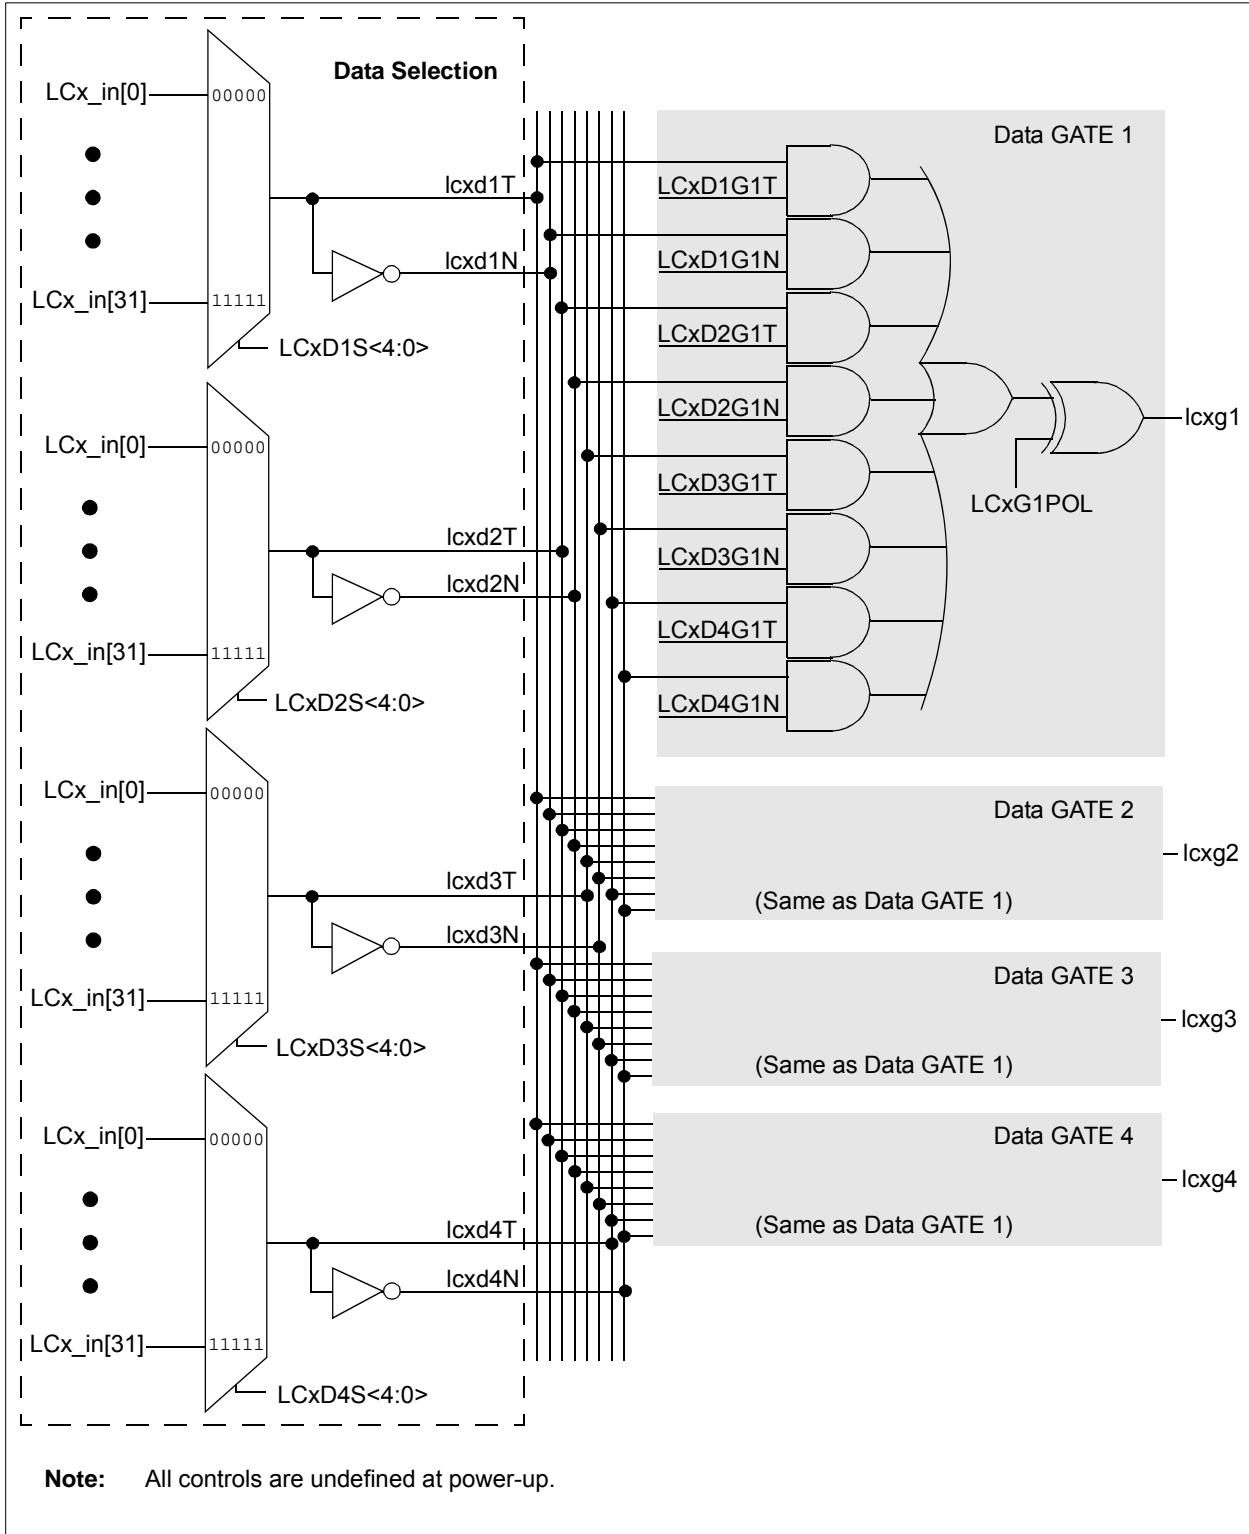 Data Selection
LCx_in[0]
00000
LCx_in[31]
11111
LCxD1S<4:0>
lcxd1T
lcxd1N
LCx_in[0]
00000
LCx_in[31]
11111
LCxD2S<4:0>
lcxd2T
lcxd2N
LCx_in[0]
00000
LCx_in[31]
11111
LCxD3S<4:0>
lcxd3T
lcxd3N
LCx_in[0]
00000
LCx_in[31]
11111
LCxD4S<4:0>
lcxd4T
lcxd4N
Data GATE 1
LCxD1G1T
LCxD1G1N
LCxD2G1T
LCxD2G1N
LCxD3G1T
LCxD3G1N
LCxD4G1T
LCxD4G1N
LCxG1POL
lcxg1
Data GATE 2
(Same as Data GATE 1)
lcxg2
Data GATE 3
(Same as Data GATE 1)
lcxg3
Data GATE 4
(Same as Data GATE 1)
lcxg4
Note: All controls are undefined at power-up.